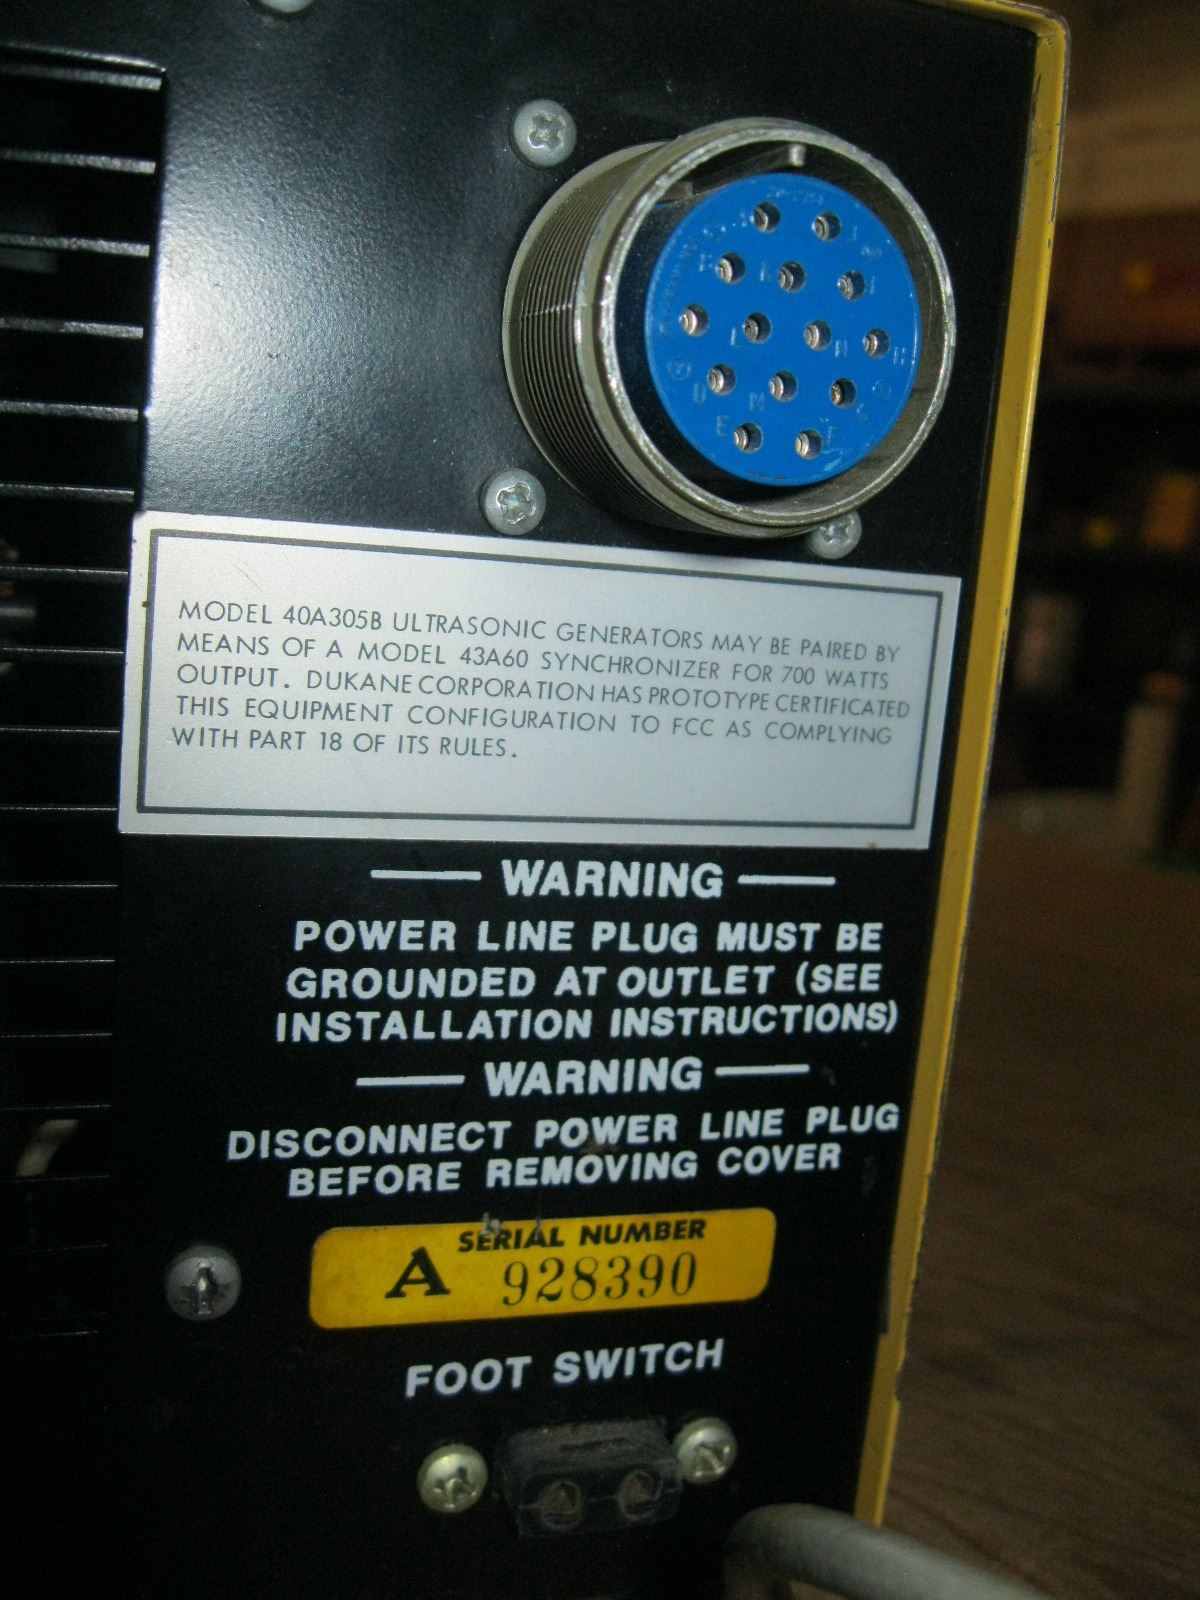 MODEL 40A305B ULTRASONIC GENERATORS MAY BE PAIRED BY
MEANS OF A MODEL 43A60 SYNCHRONIZER FOR 700 WATTS
OUTPUT. DUKANE CORPORATION HAS PROTOTYPE CERTIFICATED
THIS EQUIPMENT CONFIGURATION TO FCC AS COMPLYING
WITH PART 18 OF ITS RULES.
WARNING
POWER LINE PLUG MUST BE
GROUNDED AT OUTLET (SEE
INSTALLATION INSTRUCTIONS)
WARNING
DISCONNECT POWER LINE PLUG
BEFORE REMOVING COVER
SERIAL NUMBER
A 928390
FOOT SWITCH